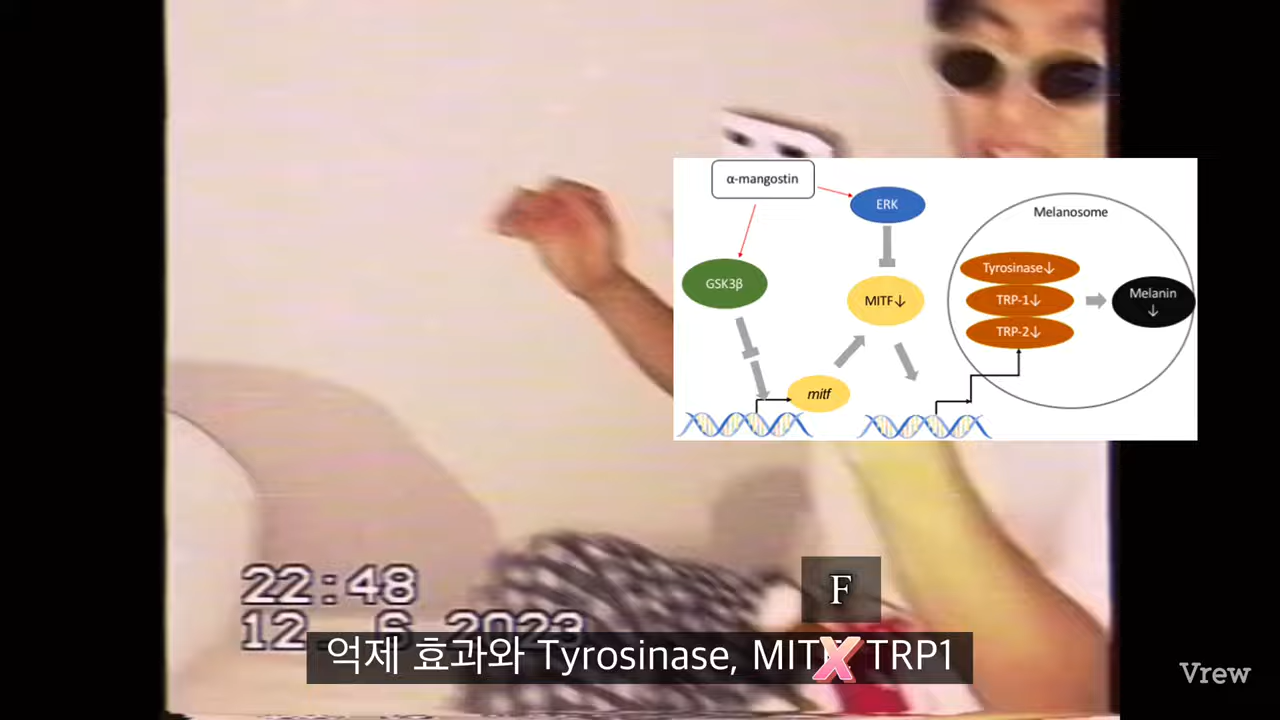 α-mangostin
ERK
Melanosome
Tyrosinase↓
GSK3β
MITF↓
TRP-1↓
Melanin
↓
TRP-2↓
mitf
F
22:48
12. 6. 2023
억제 효과와 Tyrosinase, MIT X TRP1
Vrew